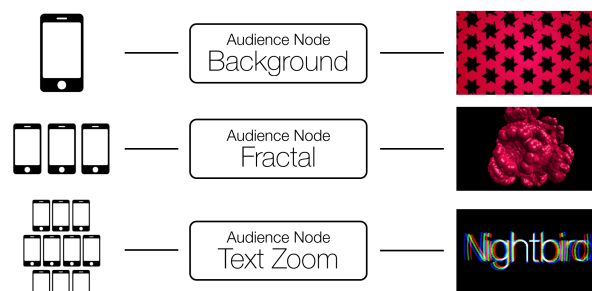 Audience Node
Background
Audience Node
Fractal
Audience Node
Text Zoom
Nightbird